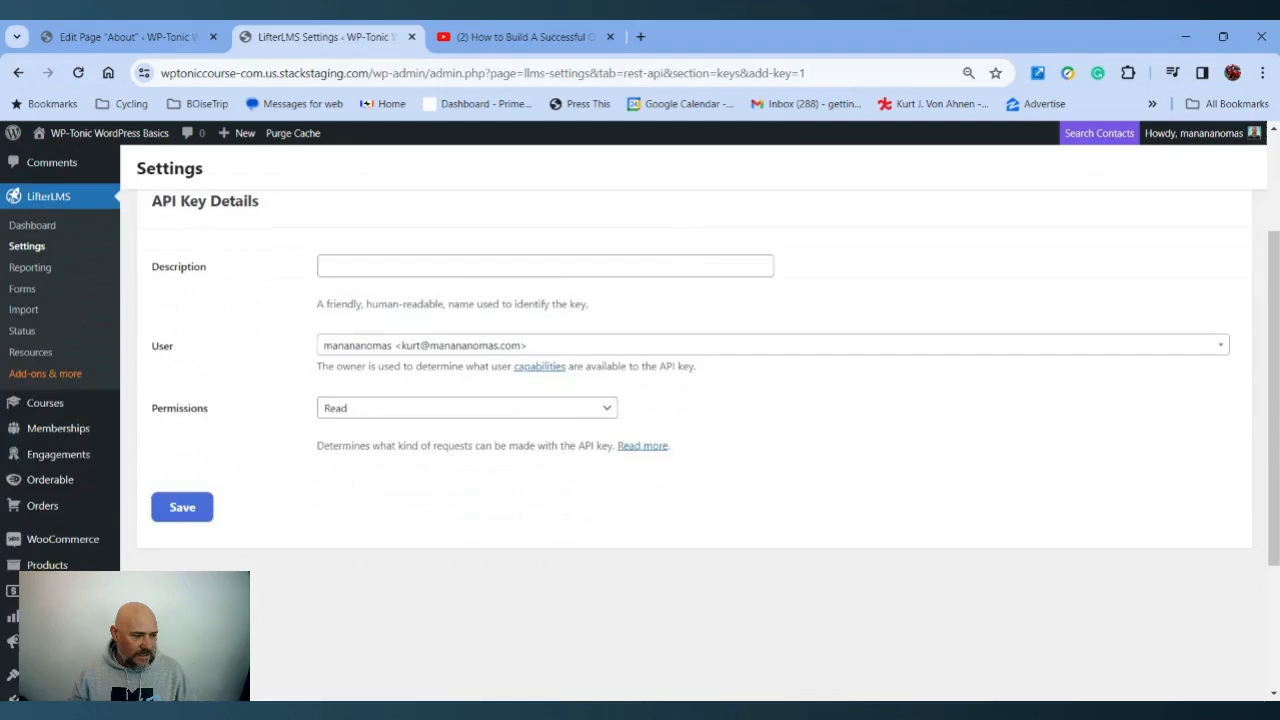 Edit Page "About" ‹ WP-Tonic W
LifterLMS Settings ‹ WP-Tonic V
(2) How to Build A Successful O
wptoniccourse-com.us.stackstaging.com/wp-admin/admin.php?page=llms-settings&tab=rest-api&section=keys&add-key=1
Bookmarks
Cycling
BOiseTrip
Messages for web
Home
Dashboard - Prime...
Press This
Google Calendar -...
Inbox (288) - gettin...
Kurt J. Von Ahnen -...
Advertise
»
All Bookmarks
WP-Tonic WordPress Basics
0
New
Purge Cache
Search Contacts
Howdy, manananomas
Comments
LifterLMS
Dashboard
Settings
Reporting
Forms
Import
Status
Resources
Add-ons & more
Courses
Memberships
Engagements
Orderable
Orders
WooCommerce
Products
Settings
API Key Details
Description
A friendly, human-readable, name used to identify the key.
User
manananomas <kurt@manananomas.com>
The owner is used to determine what user capabilities are available to the API key.
Permissions
Read
Determines what kind of requests can be made with the API key. Read more.
Save